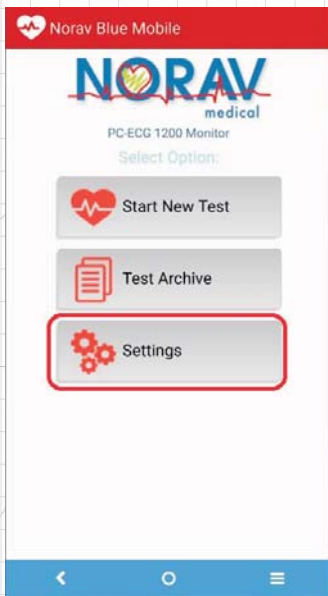 Norav Blue Mobile
NORAV
medical
PC-ECG 1200 Monitor
Select Option:
Start New Test
Test Archive
Settings